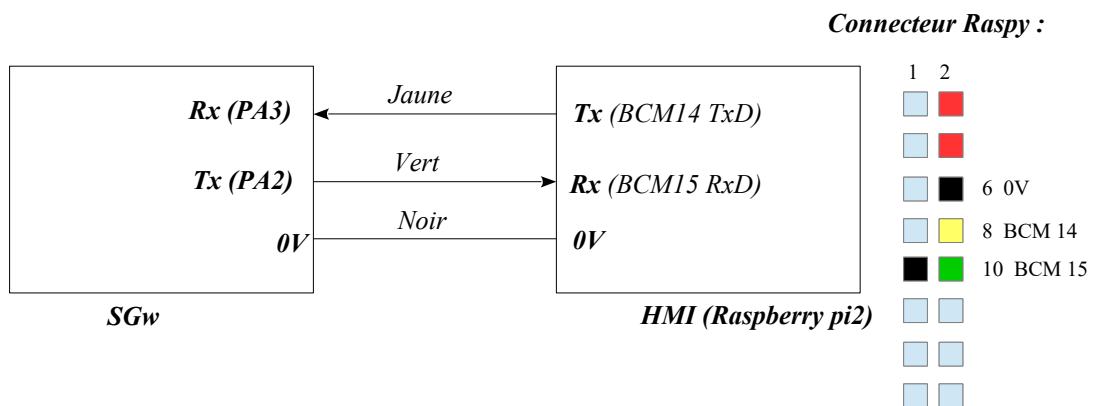 Connecteur Raspy :
1 2
Jaune
Rx (PA3)
Tx (BCM14 TxD)
Vert
Tx (PA2)
Rx (BCM15 RxD)
6 0V
Noir
8 BCM 14
0V
0V
10 BCM 15
SGw
HMI (Raspberry pi2)